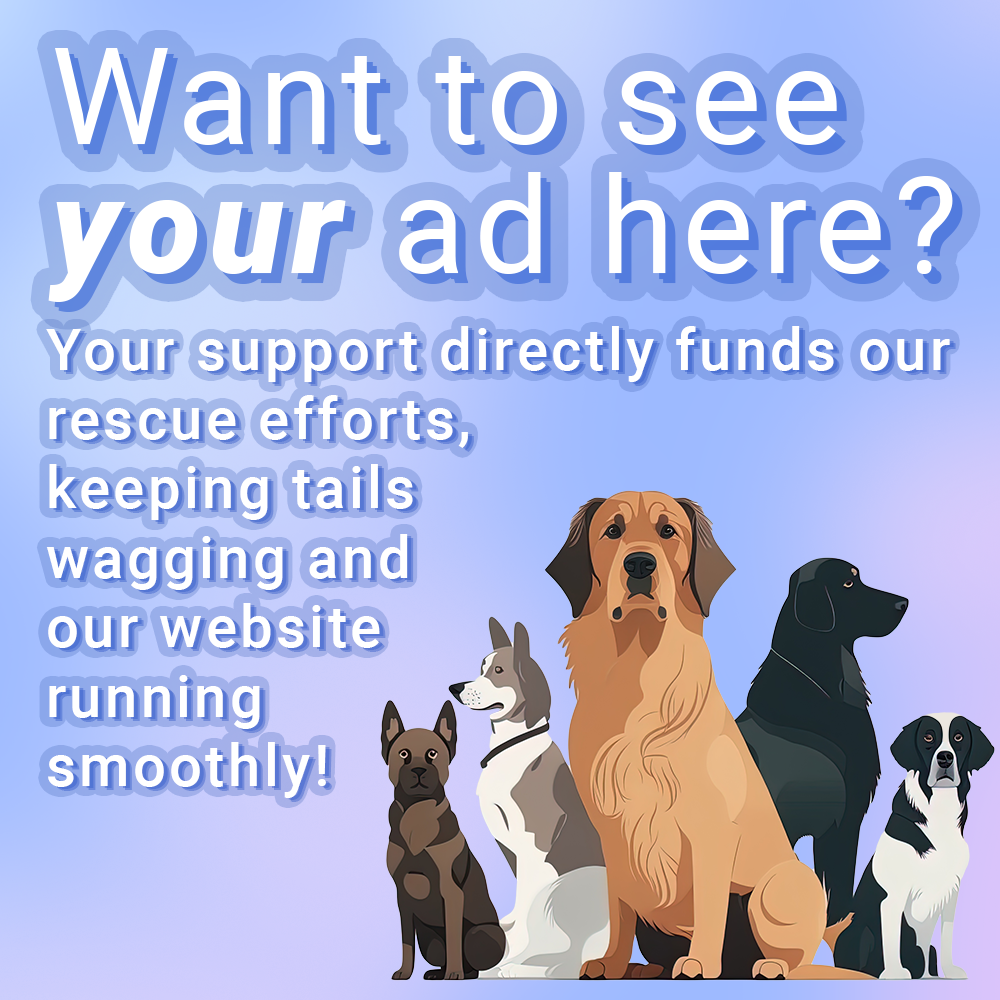 Want to see
your ad here?
Your support directly funds our
rescue efforts,
keeping tails
wagging and
our website
running
smoothly!